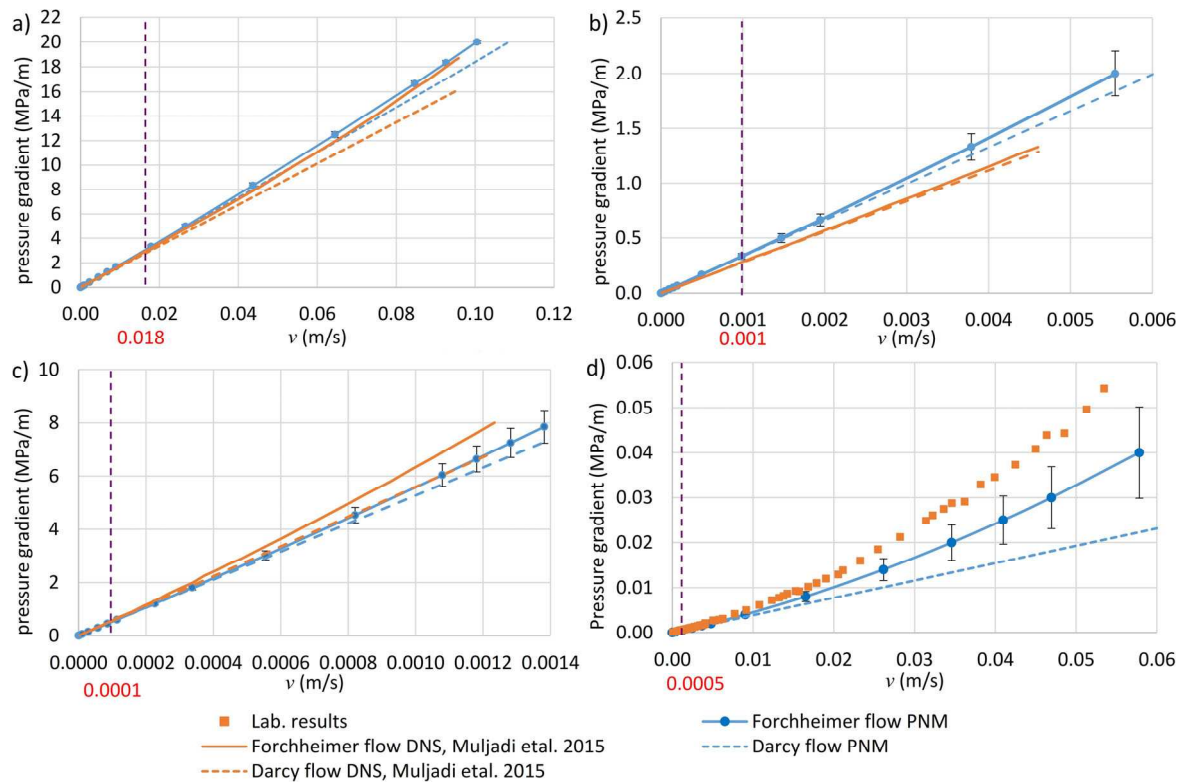 a)
pressure gradient (MPa/m)
22
20
18
16
14
12
10
8
6
4
2
0
0.00 0.02 0.04 0.06 0.08 0.10 0.12
0.018
v (m/s)
b)
pressure gradient (MPa/m)
2.5
2.0
1.5
1.0
0.5
0.0
0.000 0.001 0.002 0.003 0.004 0.005 0.006
0.001
v (m/s)
c)
pressure gradient (MPa/m)
10
8
6
4
2
0
0.0000 0.0002 0.0004 0.0006 0.0008 0.0010 0.0012 0.0014
0.0001
v (m/s)
d)
Pressure gradient (MPa/m)
0.06
0.05
0.04
0.03
0.02
0.01
0.00
0.00 0.01 0.02 0.03 0.04 0.05 0.06
0.0005
v (m/s)
Lab. results
Forchheimer flow DNS, Muljadi etal. 2015
Darcy flow DNS, Muljadi etal. 2015
Forchheimer flow PNM
Darcy flow PNM